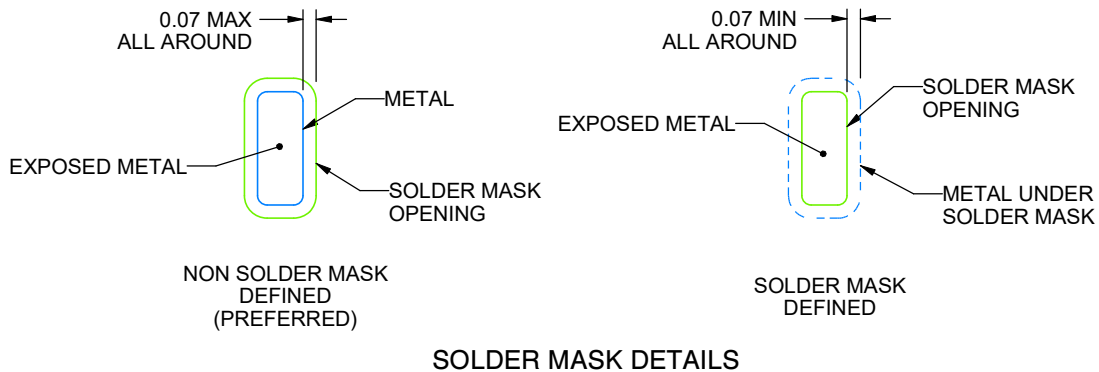 0.07 MAX
ALL AROUND
METAL
EXPOSED METAL
SOLDER MASK
OPENING
NON SOLDER MASK
DEFINED
(PREFERRED)
0.07 MIN
ALL AROUND
SOLDER MASK
OPENING
EXPOSED METAL
METAL UNDER
SOLDER MASK
SOLDER MASK
DEFINED
SOLDER MASK DETAILS